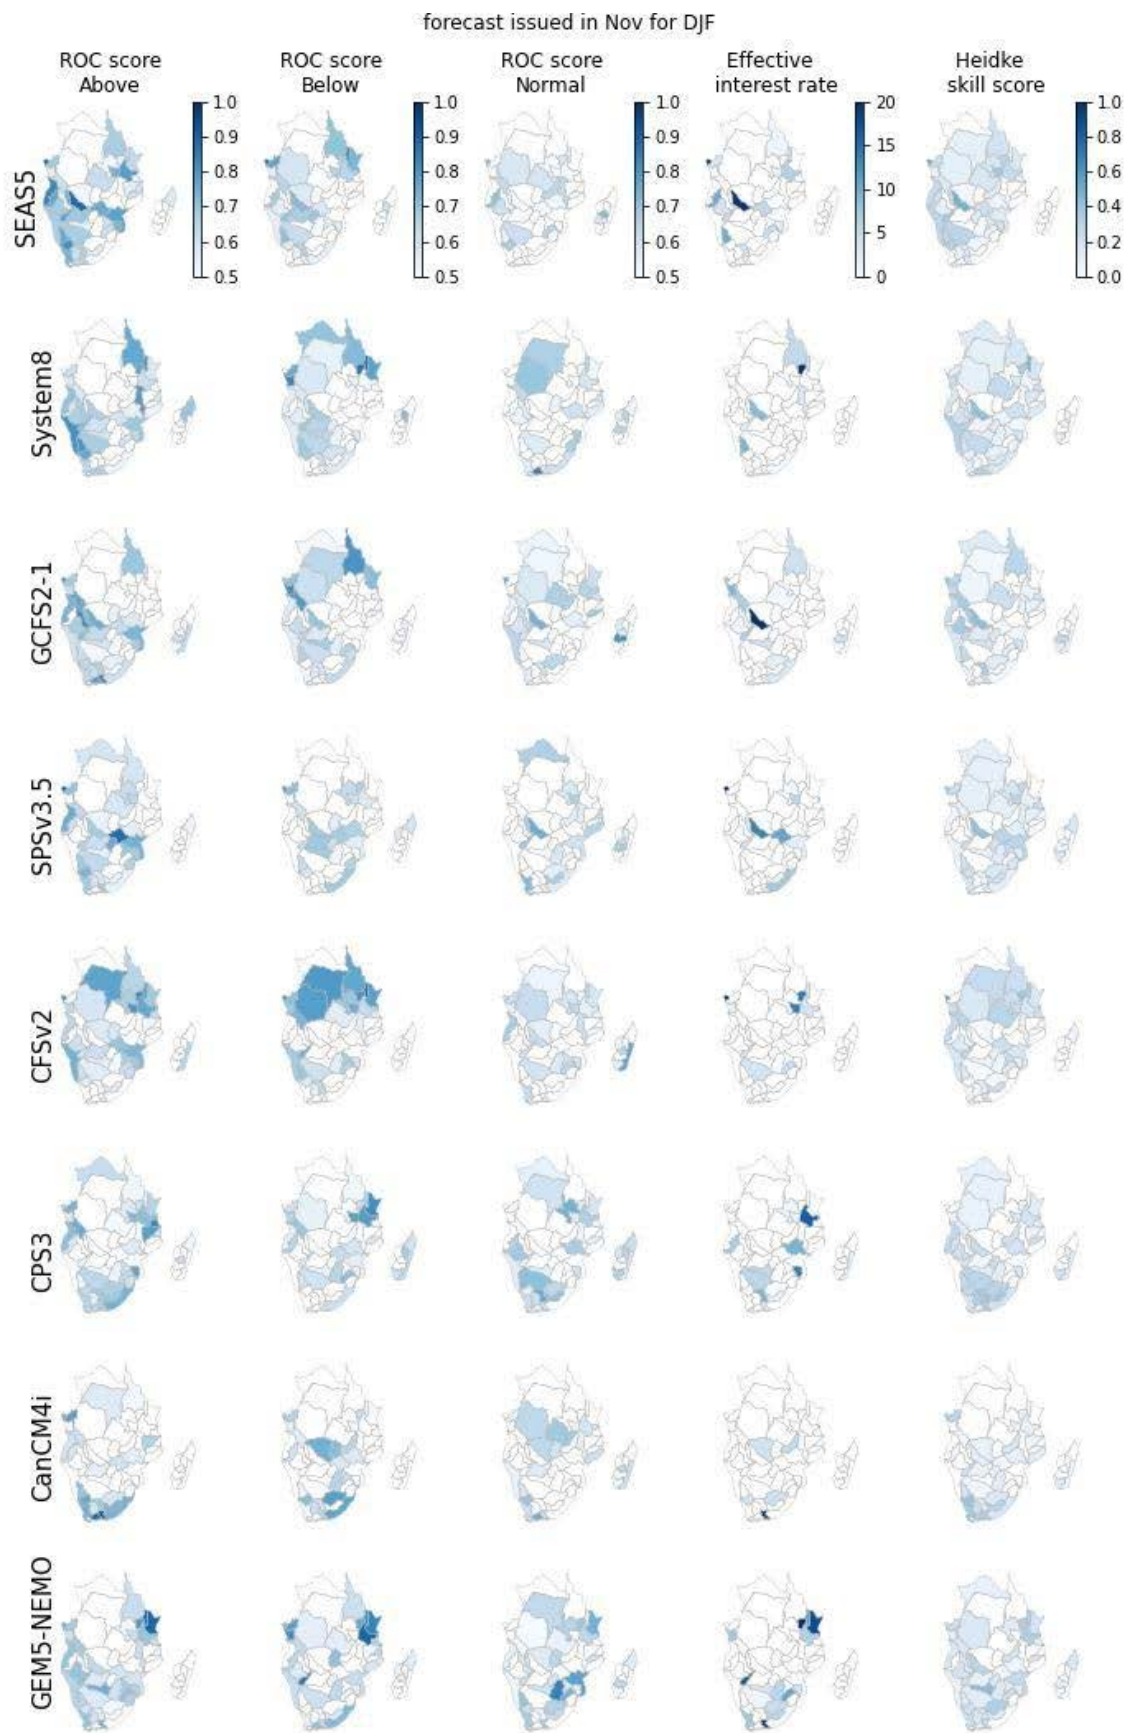 forecast issued in Nov for DJF
ROC score
Above
ROC score
Below
ROC score
Normal
Effective
interest rate
Heidke
skill score
1.0
0.9
0.8
0.7
0.6
0.5
1.0
0.9
0.8
0.7
0.6
0.5
1.0
0.9
0.8
0.7
0.6
0.5
20
15
10
5
0
1.0
0.8
0.6
0.4
0.2
0.0
SEAS5
System8
GCFS2-1
SPSv3.5
CFSv2
CPS3
CanCM4i
GEM5-NEMO